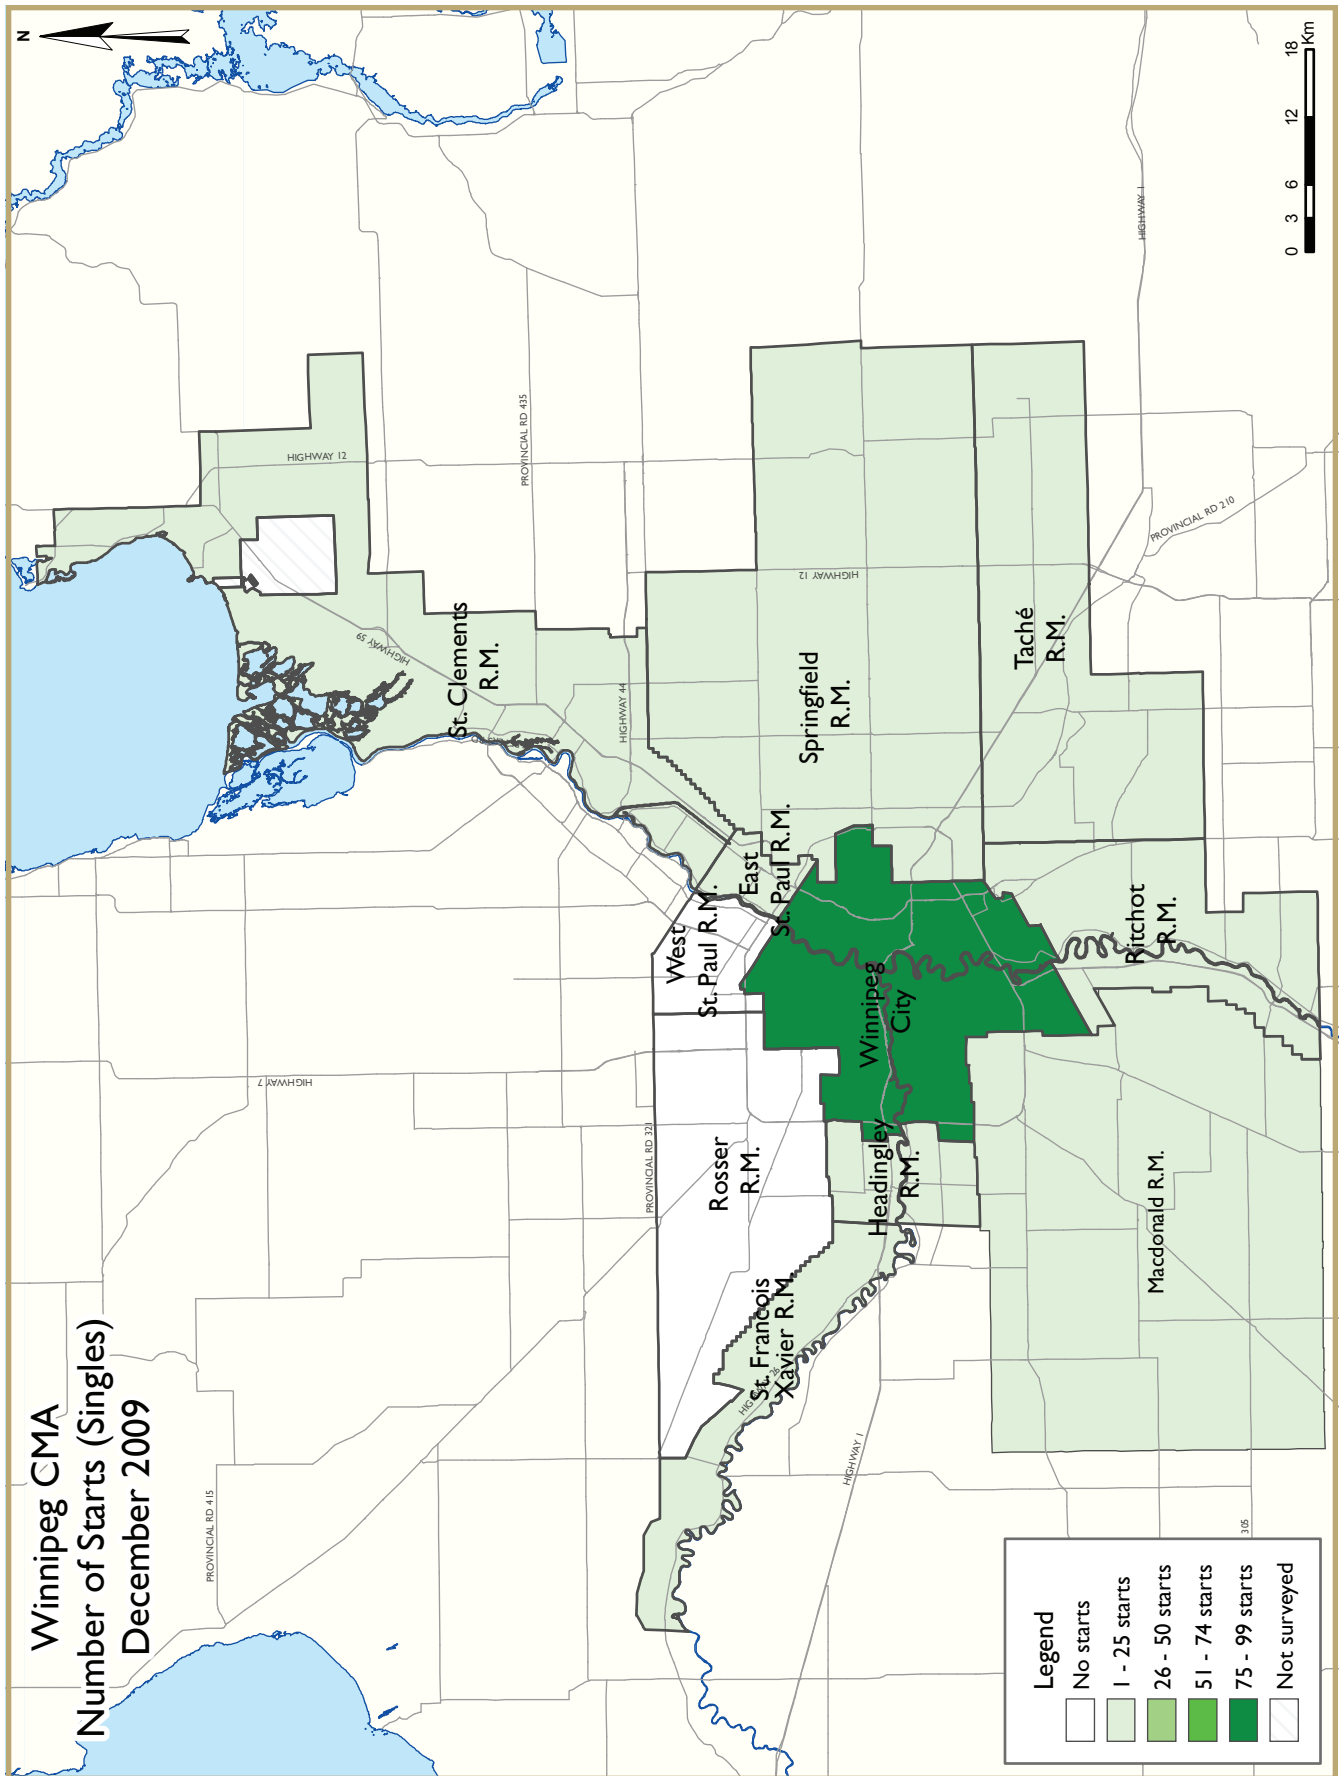 Winnipeg CMA
Number of Starts (Singles)
December 2009
N
PROVINCIAL RD 415
HIGHWAY 7
PROVINCIAL RD 321
HIGHWAY 59
HIGHWAY 12
PROVINCIAL RD 435
HIGHWAY 44
St. Clements
R.M.
West
St. Paul R.M.
East
St. Paul R.M.
Rosser
R.M.
St. Francois
Xavier R.M.
Springfield
R.M.
HIGHWAY 12
Winnipeg
City
Headingley
R.M.
HIGHWAY 1
Taché
R.M.
Ritchot
R.M.
Macdonald R.M.
PROVINCIAL RD 210
HIGHWAY 1
305
Legend
No starts
1 - 25 starts
26 - 50 starts
51 - 74 starts
75 - 99 starts
Not surveyed
0 3 6 12 18
Km